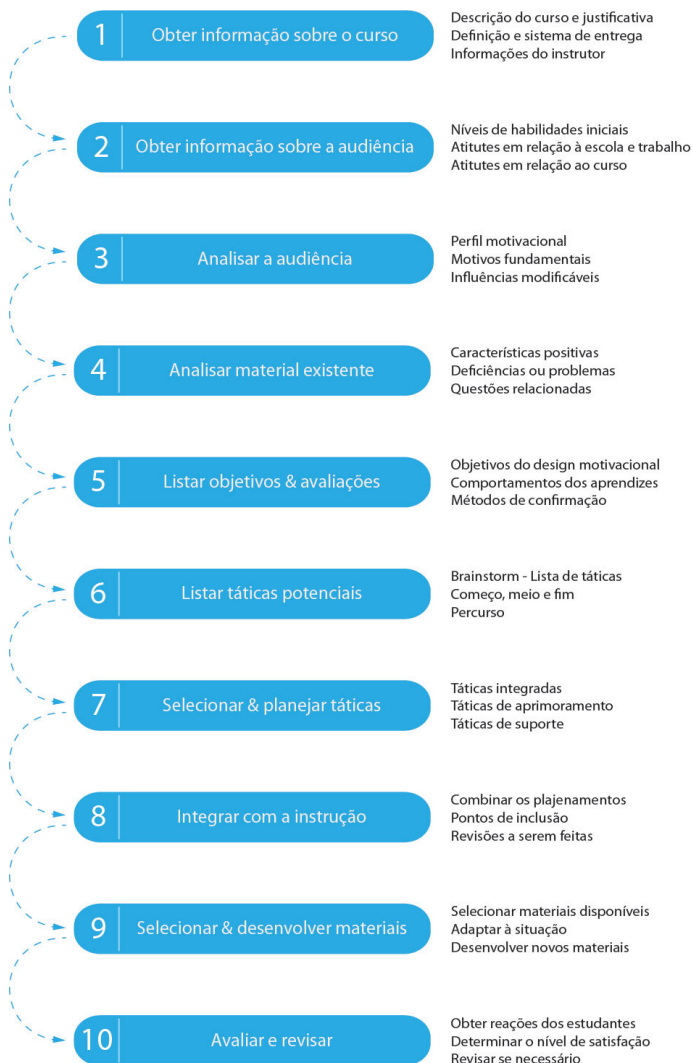 1 Obter informação sobre o curso
Descrição do curso e justificativa
Definição e sistema de entrega
Informações do instrutor
2 Obter informação sobre a audiência
Níveis de habilidades iniciais
Atitutes em relação à escola e trabalho
Atitutes em relação ao curso
3 Analisar a audiência
Perfil motivacional
Motivos fundamentais
Influências modificáveis
4 Analisar material existente
Características positivas
Deficiências ou problemas
Questões relacionadas
5 Listar objetivos & avaliações
Objetivos do design motivacional
Comportamentos dos aprendizes
Métodos de confirmação
6 Listar táticas potenciais
Brainstorm - Lista de táticas
Começo, meio e fim
Percurso
7 Selecionar & planejar táticas
Táticas integradas
Táticas de aprimoramento
Táticas de suporte
8 Integrar com a instrução
Combinar os plajenamentos
Pontos de inclusão
Revisões a serem feitas
9 Selecionar & desenvolver materiais
Selecionar materiais disponíveis
Adaptar à situação
Desenvolver novos materiais
10 Avaliar e revisar
Obter reações dos estudantes
Determinar o nível de satisfação
Revisar se necessário